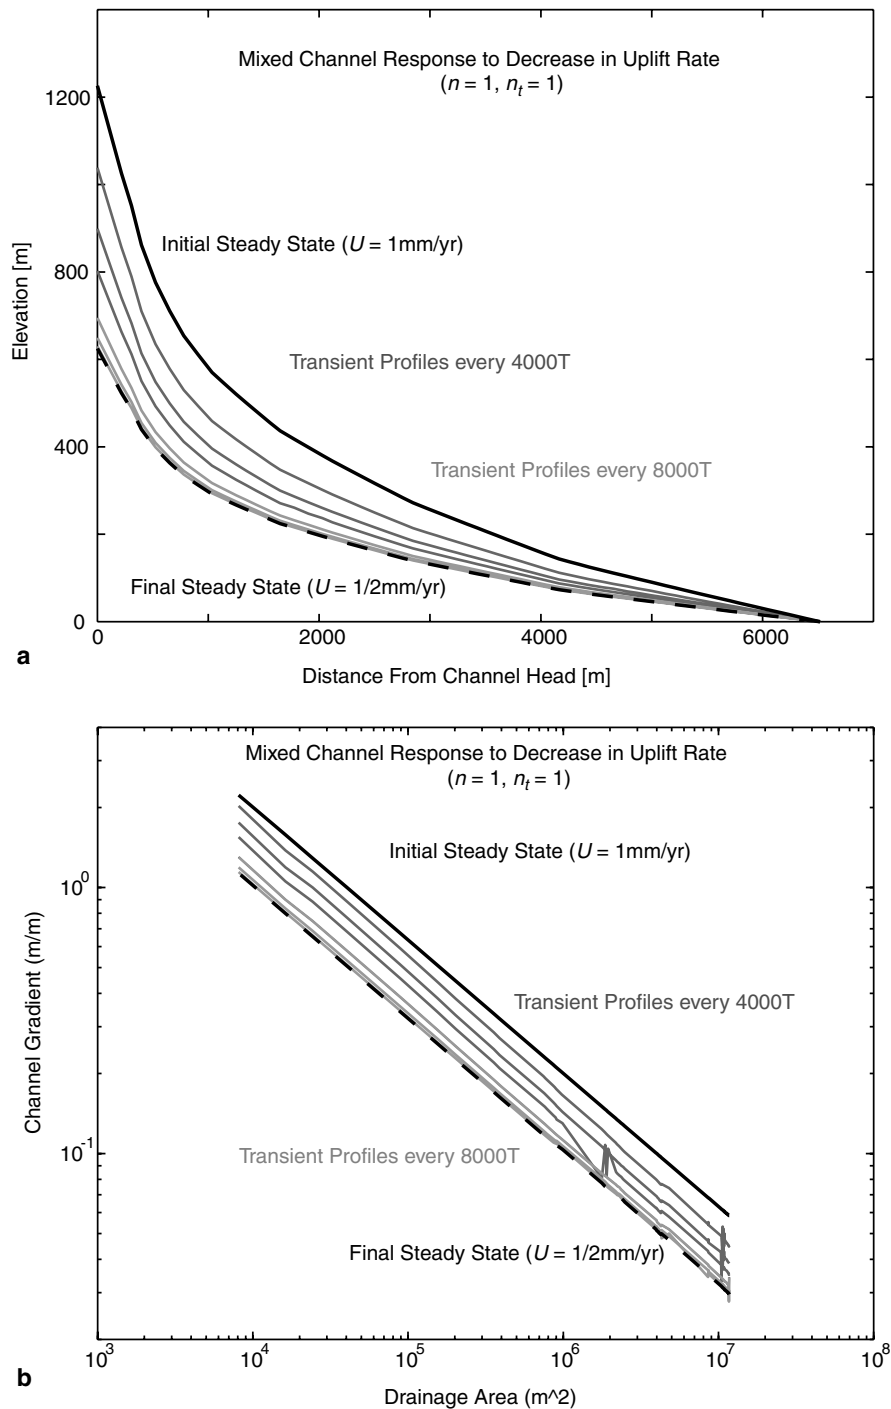 Mixed Channel Response to Decrease in Uplift Rate
(n = 1, n_t = 1)
1200
Initial Steady State (U = 1mm/yr)
800
Transient Profiles every 4000T
Elevation [m]
400
Transient Profiles every 8000T
Final Steady State (U = 1/2mm/yr)
0
0 2000 4000 6000
a
Distance From Channel Head [m]
Mixed Channel Response to Decrease in Uplift Rate
(n = 1, n_t = 1)
Initial Steady State (U = 1mm/yr)
10^0
Channel Gradient (m/m)
Transient Profiles every 4000T
10^-1
Transient Profiles every 8000T
Final Steady State (U = 1/2mm/yr)
10^3 10^4 10^5 10^6 10^7 10^8
b
Drainage Area (m^2)